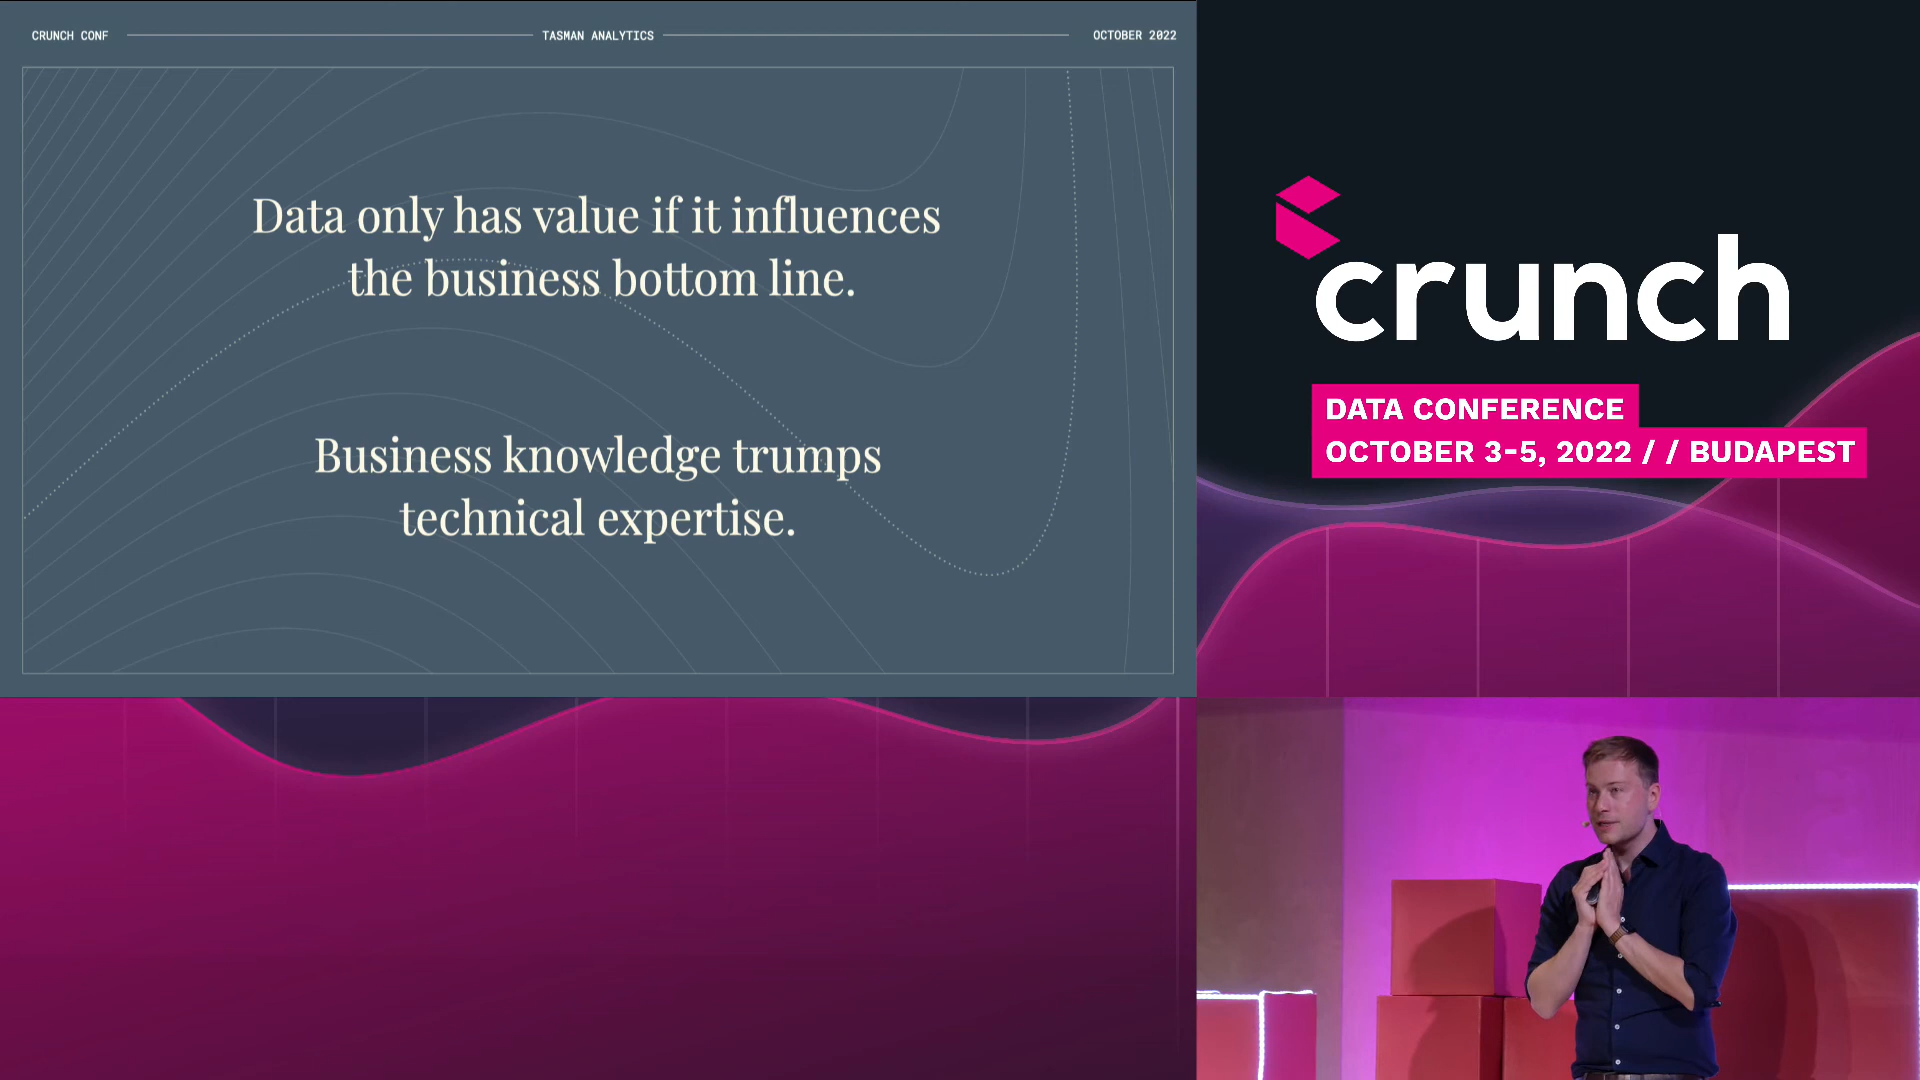 CRUNCH CONF
TASMAN ANALYTICS
OCTOBER 2022
Data only has value if it influences
the business bottom line.
Business knowledge trumps
technical expertise.
crunch
DATA CONFERENCE
OCTOBER 3-5, 2022 / / BUDAPEST